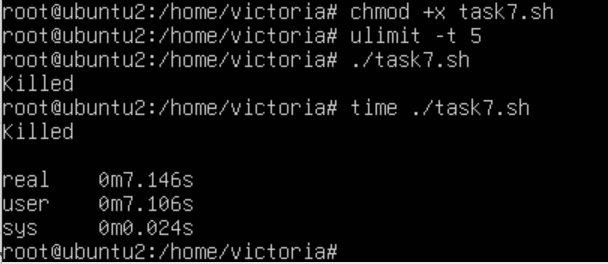 root@ubuntu2:/home/victoria# chmod +x task7.sh
root@ubuntu2:/home/victoria# ulimit -t 5
root@ubuntu2:/home/victoria# ./task7.sh
Killed
root@ubuntu2:/home/victoria# time ./task7.sh
Killed

real    0m7.146s
user    0m7.106s
sys     0m0.024s
root@ubuntu2:/home/victoria#